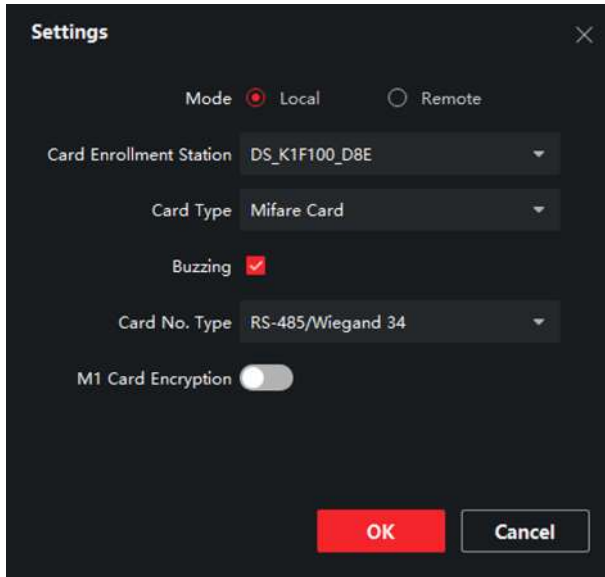 Settings
Mode Local Remote
Card Enrollment Station DS_K1F100_D8E
Card Type Mifare Card
Buzzing
Card No. Type RS-485/Wiegand 34
M1 Card Encryption
OK Cancel